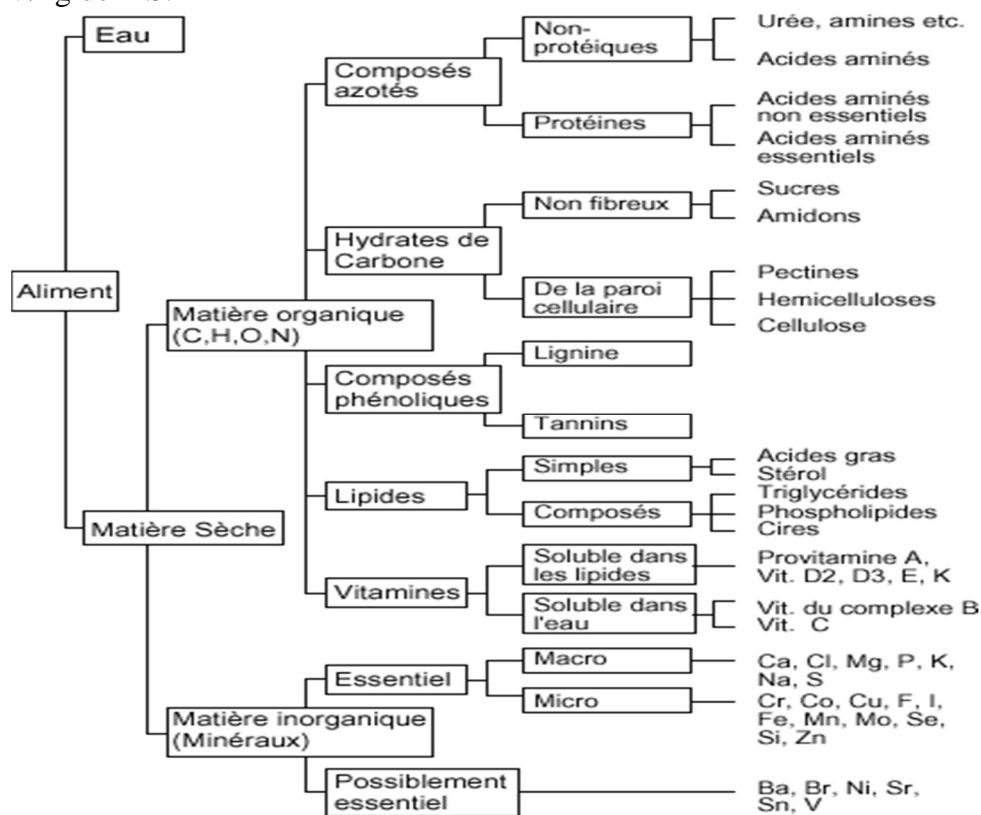 Eau
Aliment
Matière Sèche
Matière organique
(C,H,O,N)
Matière inorganique
(Minéraux)
Composés
azotés
Hydrates de
Carbone
Composés
phénoliques
Lipides
Vitamines
Essentiel
Possiblement
essentiel
Non-
protéiques
Protéines
Non fibreux
De la paroi
cellulaire
Lignine
Tannins
Simples
Composés
Soluble dans
les lipides
Soluble dans
l'eau
Macro
Micro
Urée, amines etc.
Acides aminés
Acides aminés
non essentiels
Acides aminés
essentiels
Sucres
Amidons
Pectines
Hemicelluloses
Cellulose
Acides gras
Stérol
Triglycérides
Phospholipides
Cires
Provitamine A,
Vit. D2, D3, E, K
Vit. du complexe B
Vit. C
Ca, Cl, Mg, P, K,
Na, S
Cr, Co, Cu, F, I,
Fe, Mn, Mo, Se,
Si, Zn
Ba, Br, Ni, Sr,
Sn, V